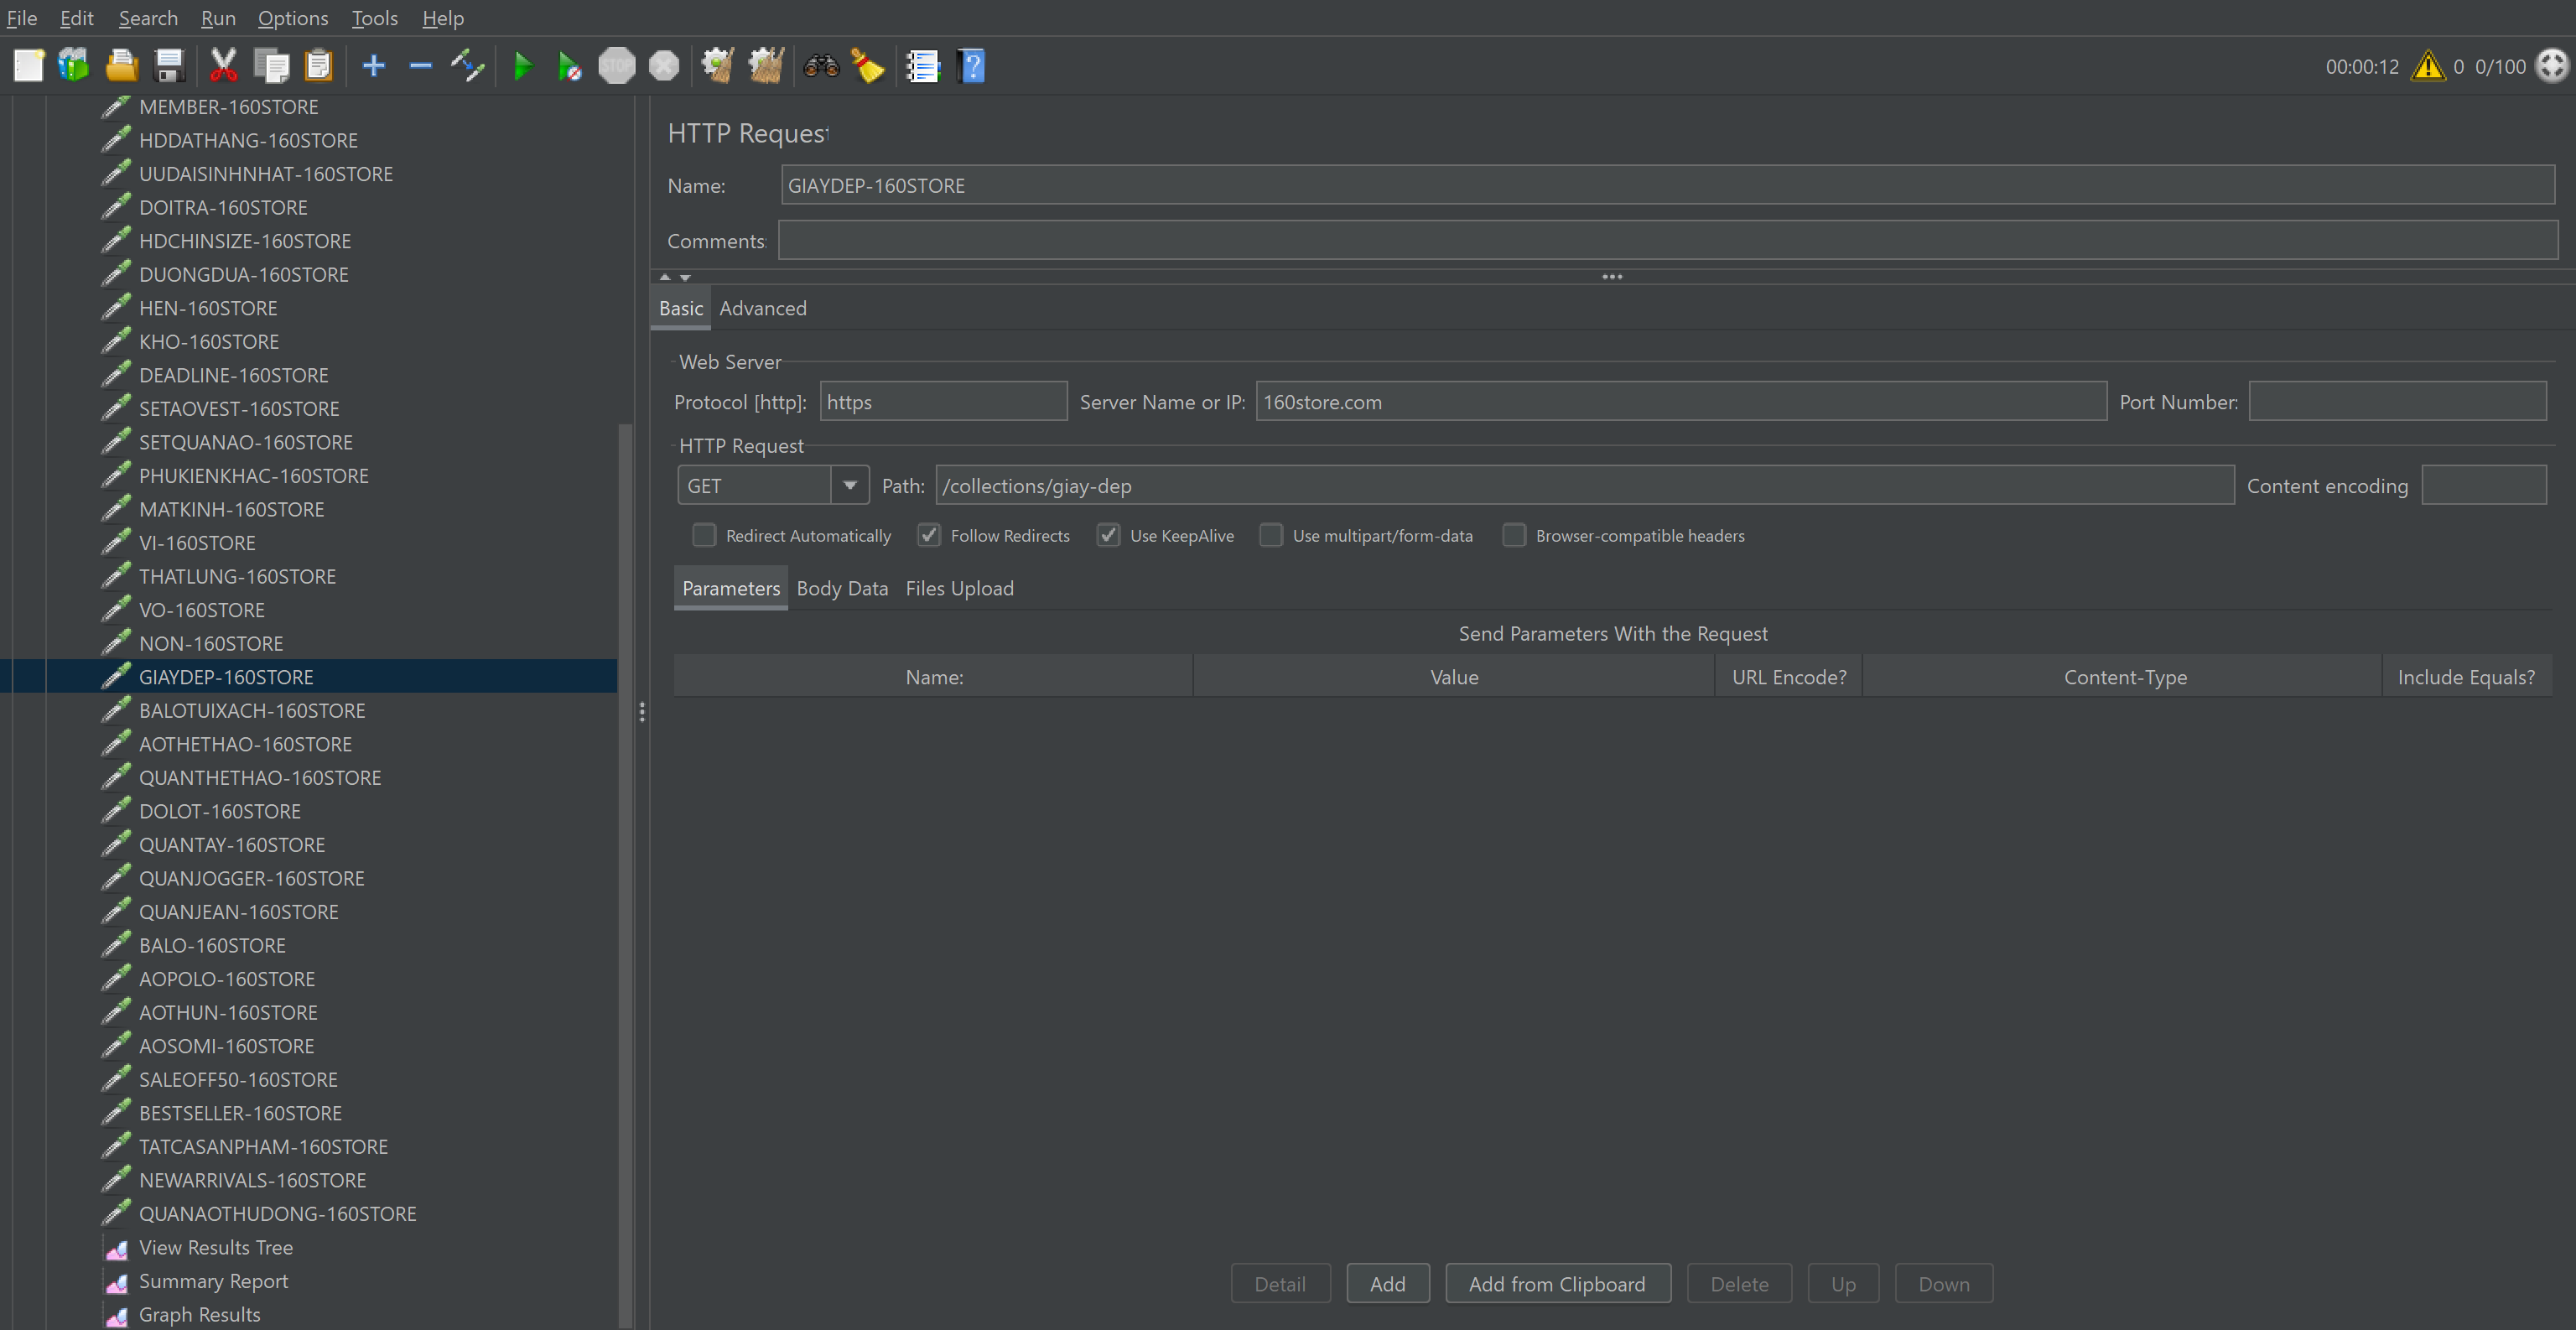 File Edit Search Run Options Tools Help
STOP
00:00:12 0 0/100
MEMBER-160STORE
HDDATHANG-160STORE
UUDAISINHNHAT-160STORE
DOITRA-160STORE
HDCHINSIZE-160STORE
DUONGDUA-160STORE
HEN-160STORE
KHO-160STORE
DEADLINE-160STORE
SETAOVEST-160STORE
SETQUANAO-160STORE
PHUKIENKHAC-160STORE
MATKINH-160STORE
VI-160STORE
THATLUNG-160STORE
VO-160STORE
NON-160STORE
GIAYDEP-160STORE
BALOTUIXACH-160STORE
AOTHETHAO-160STORE
QUANTHETHAO-160STORE
DOLOT-160STORE
QUANTAY-160STORE
QUANJOGGER-160STORE
QUANJEAN-160STORE
BALO-160STORE
AOPOLO-160STORE
AOTHUN-160STORE
AOSOMI-160STORE
SALEOFF50-160STORE
BESTSELLER-160STORE
TATCASANPHAM-160STORE
NEWARRIVALS-160STORE
QUANAOTHUDONG-160STORE
View Results Tree
Summary Report
Graph Results
HTTP Request
Name: GIAYDEP-160STORE
Comments:
Basic Advanced
Web Server
Protocol [http]: https Server Name or IP: 160store.com Port Number:
HTTP Request
GET Path: /collections/giay-dep Content encoding
Redirect Automatically Follow Redirects Use KeepAlive Use multipart/form-data Browser-compatible headers
Parameters Body Data Files Upload
Send Parameters With the Request
Name: Value URL Encode? Content-Type Include Equals?
Detail Add Add from Clipboard Delete Up Down